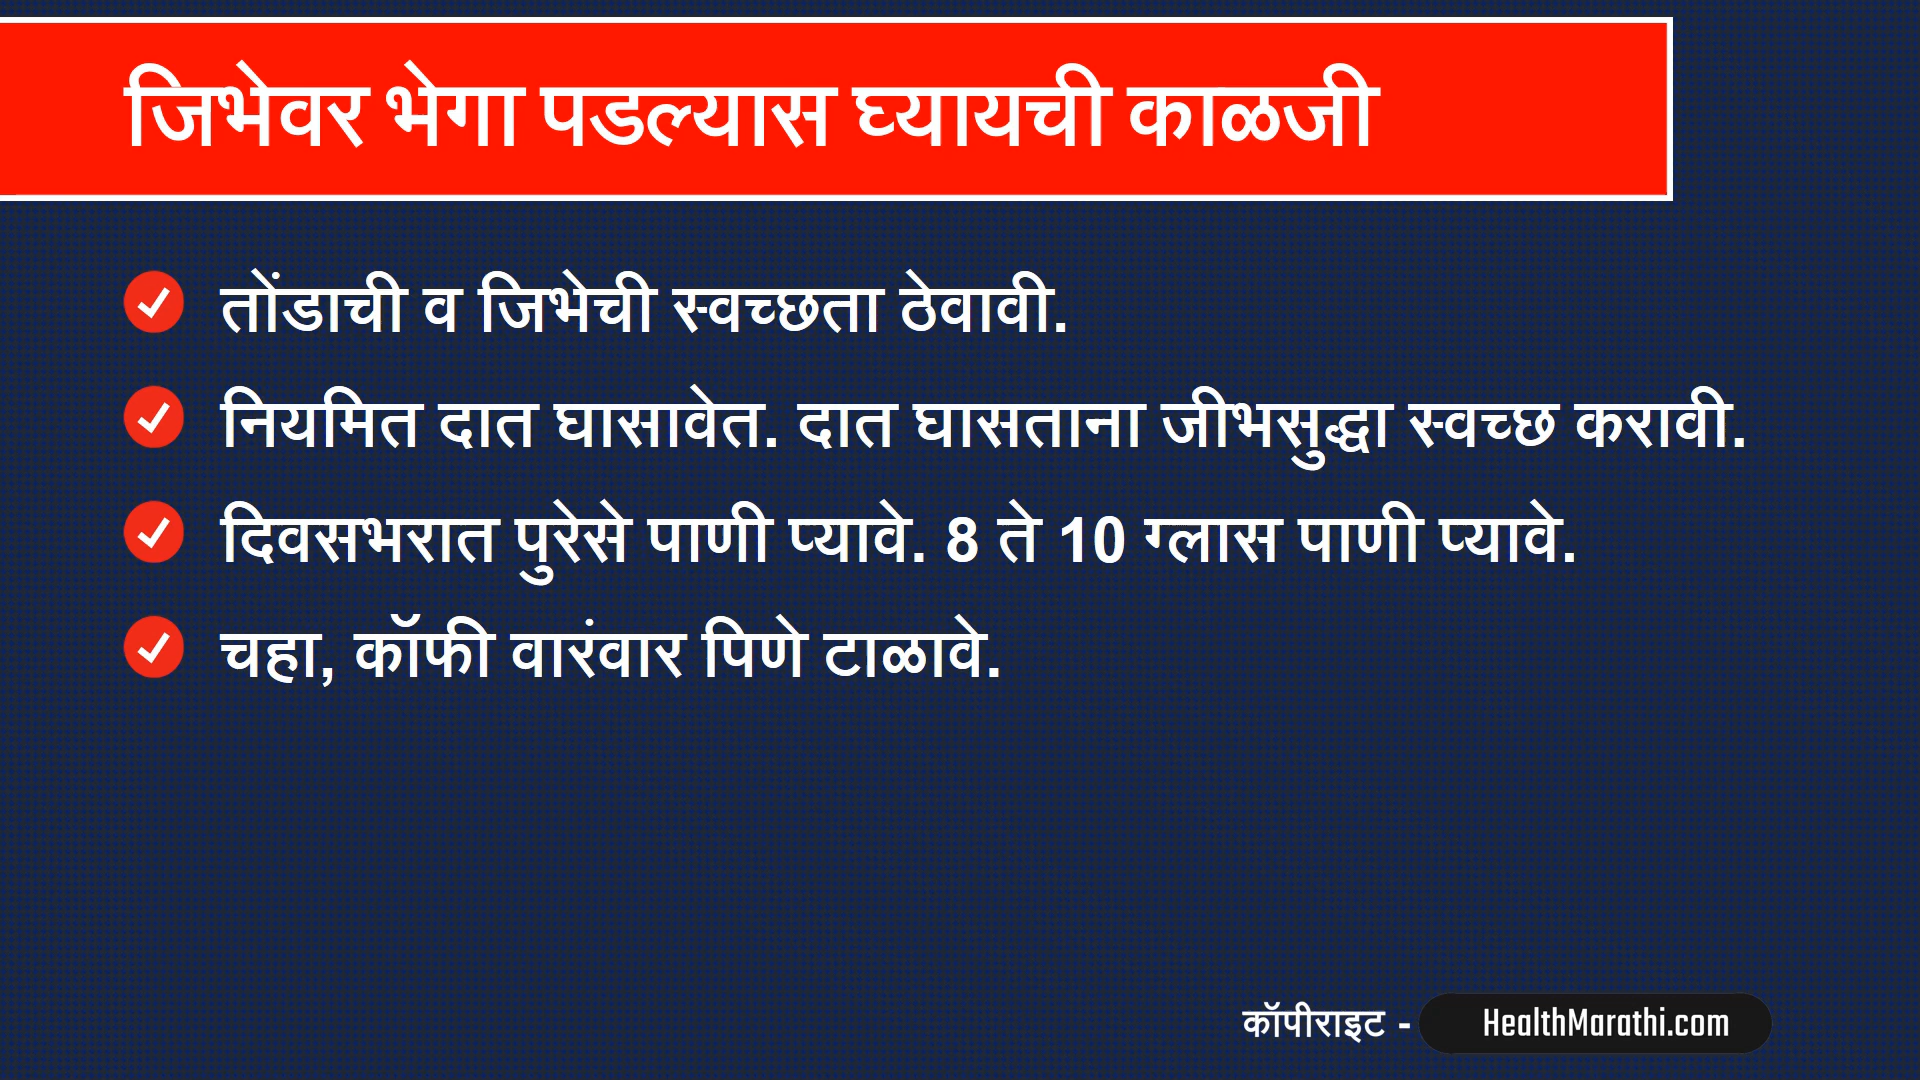 जिभेवर भेगा पडल्यास घ्यायची काळजी
तोंडाची व जिभेची स्वच्छता ठेवावी.
नियमित दात घासावेत. दात घासताना जीभसुद्धा स्वच्छ करावी.
दिवसभरात पुरेसे पाणी प्यावे. 8 ते 10 ग्लास पाणी प्यावे.
चहा, कॉफी वारंवार पिणे टाळावे.
कॉपीराइट - HealthMarathi.com